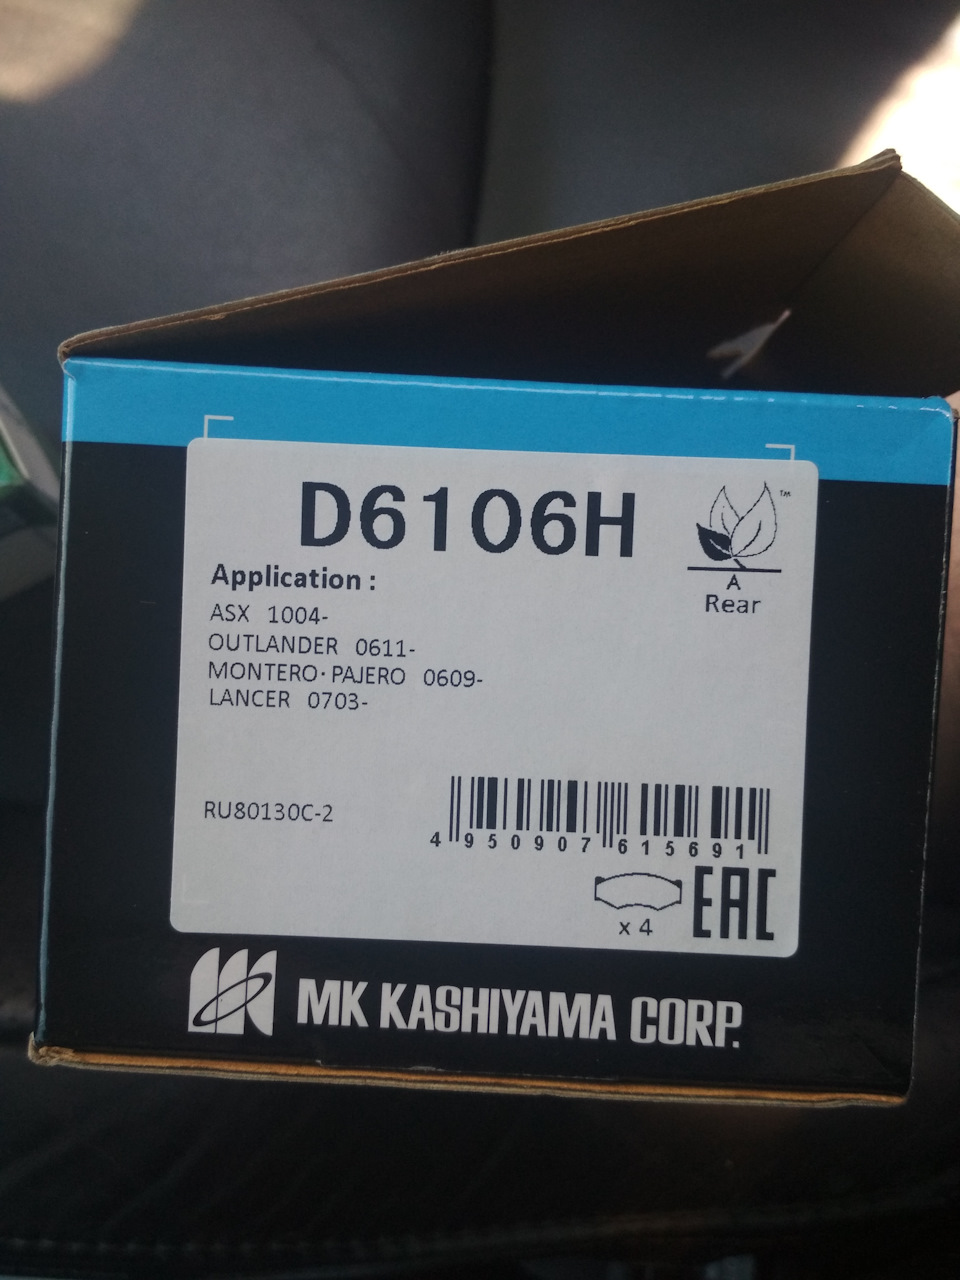 D6106H
TM
A
Rear
Application :
ASX 1004-
OUTLANDER 0611-
MONTERO·PAJERO 0609-
LANCER 0703-
RU80130C-2
4 950907 615691
x 4
EAC
MK KASHIYAMA CORP.